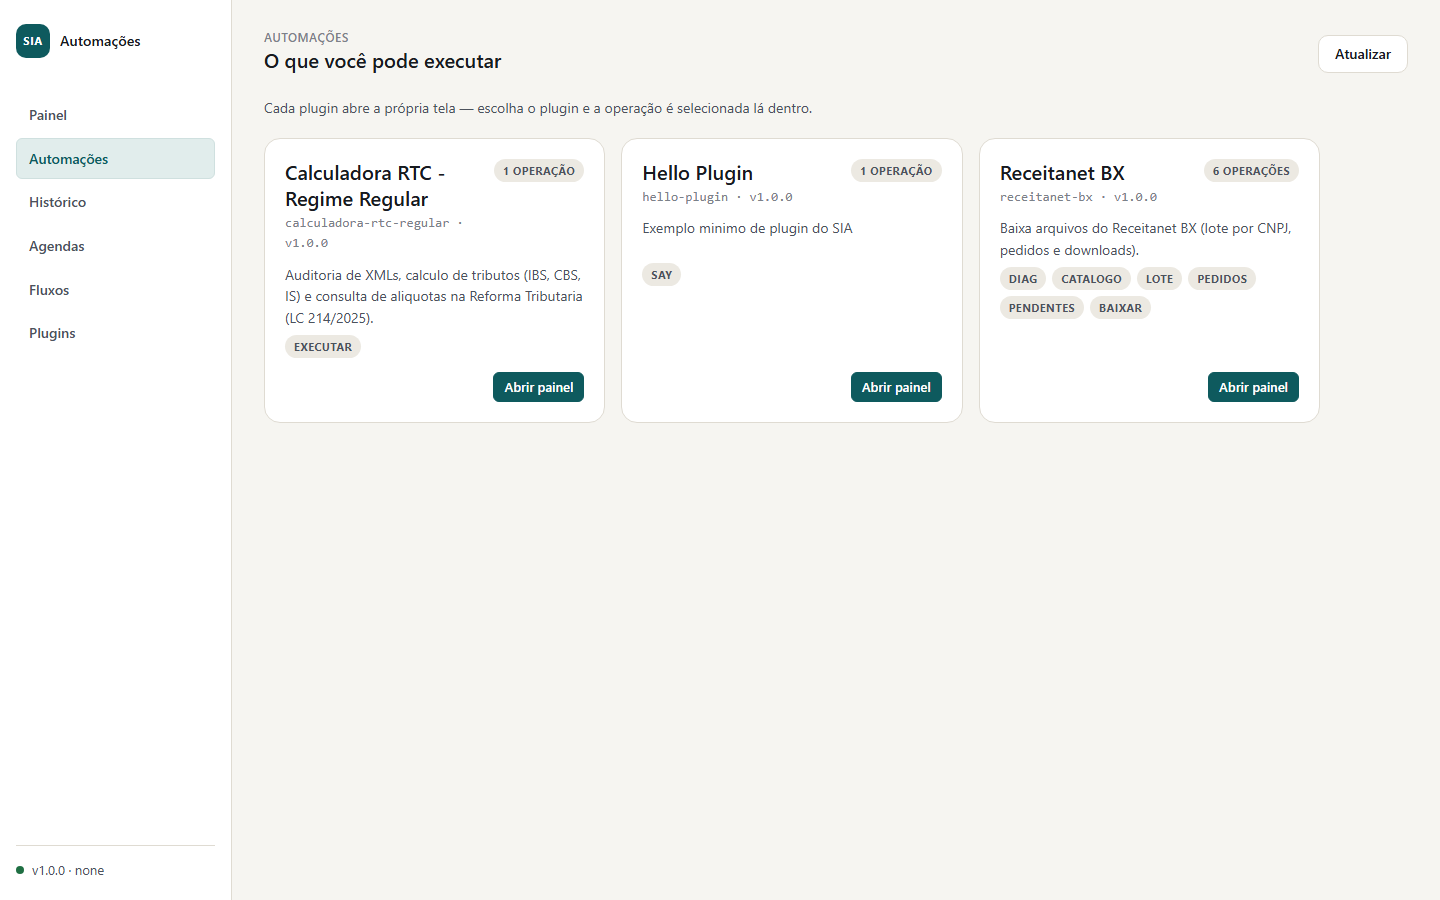 SIA
Automações
Painel
Automações
Histórico
Agendas
Fluxos
Plugins
v1.0.0 · none
AUTOMAÇÕES
O que você pode executar
Atualizar
Cada plugin abre a própria tela — escolha o plugin e a operação é selecionada lá dentro.
Calculadora RTC -
Regime Regular
1 OPERAÇÃO
calculadora-rtc-regular ·
v1.0.0
Auditoria de XMLs, calculo de tributos (IBS, CBS,
IS) e consulta de aliquotas na Reforma Tributaria
(LC 214/2025).
EXECUTAR
Abrir painel
Hello Plugin
1 OPERAÇÃO
hello-plugin · v1.0.0
Exemplo minimo de plugin do SIA
SAY
Abrir painel
Receitanet BX
6 OPERAÇÕES
receitanet-bx · v1.0.0
Baixa arquivos do Receitanet BX (lote por CNPJ,
pedidos e downloads).
DIAG CATALOGO LOTE PEDIDOS
PENDENTES BAIXAR
Abrir painel